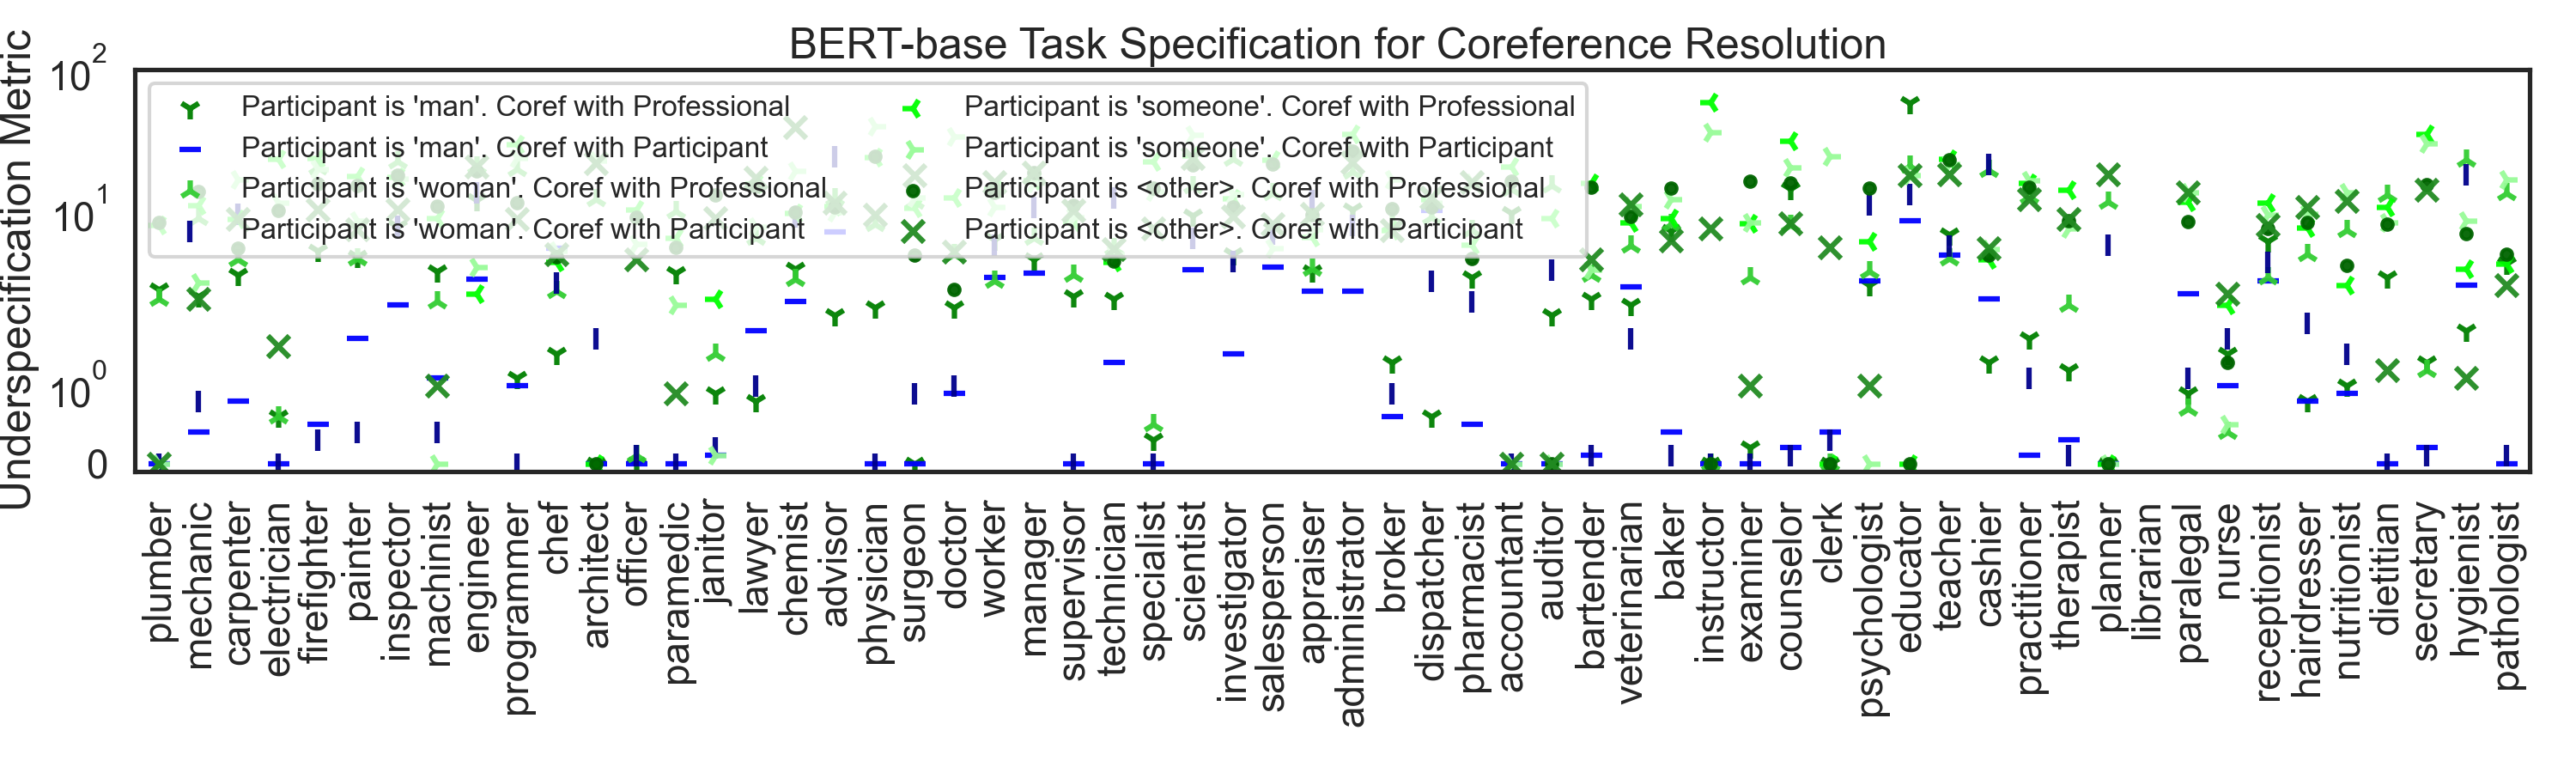 BERT-base Task Specification for Coreference Resolution
Underspecification Metric
10^2
10^1
10^0
0
Participant is 'man'. Coref with Professional
Participant is 'man'. Coref with Participant
Participant is 'woman'. Coref with Professional
Participant is 'woman'. Coref with Participant
Participant is 'someone'. Coref with Professional
Participant is 'someone'. Coref with Participant
Participant is <other>. Coref with Professional
Participant is <other>. Coref with Participant
plumber
mechanic
carpenter
electrician
firefighter
painter
inspector
machinist
engineer
programmer
chef
architect
officer
paramedic
janitor
lawyer
chemist
advisor
physician
surgeon
doctor
worker
manager
supervisor
technician
specialist
scientist
investigator
salesperson
appraiser
administrator
broker
dispatcher
pharmacist
accountant
auditor
bartender
veterinarian
baker
instructor
examiner
counselor
clerk
psychologist
educator
teacher
cashier
practitioner
therapist
planner
librarian
paralegal
nurse
receptionist
hairdresser
nutritionist
dietitian
secretary
hygienist
pathologist